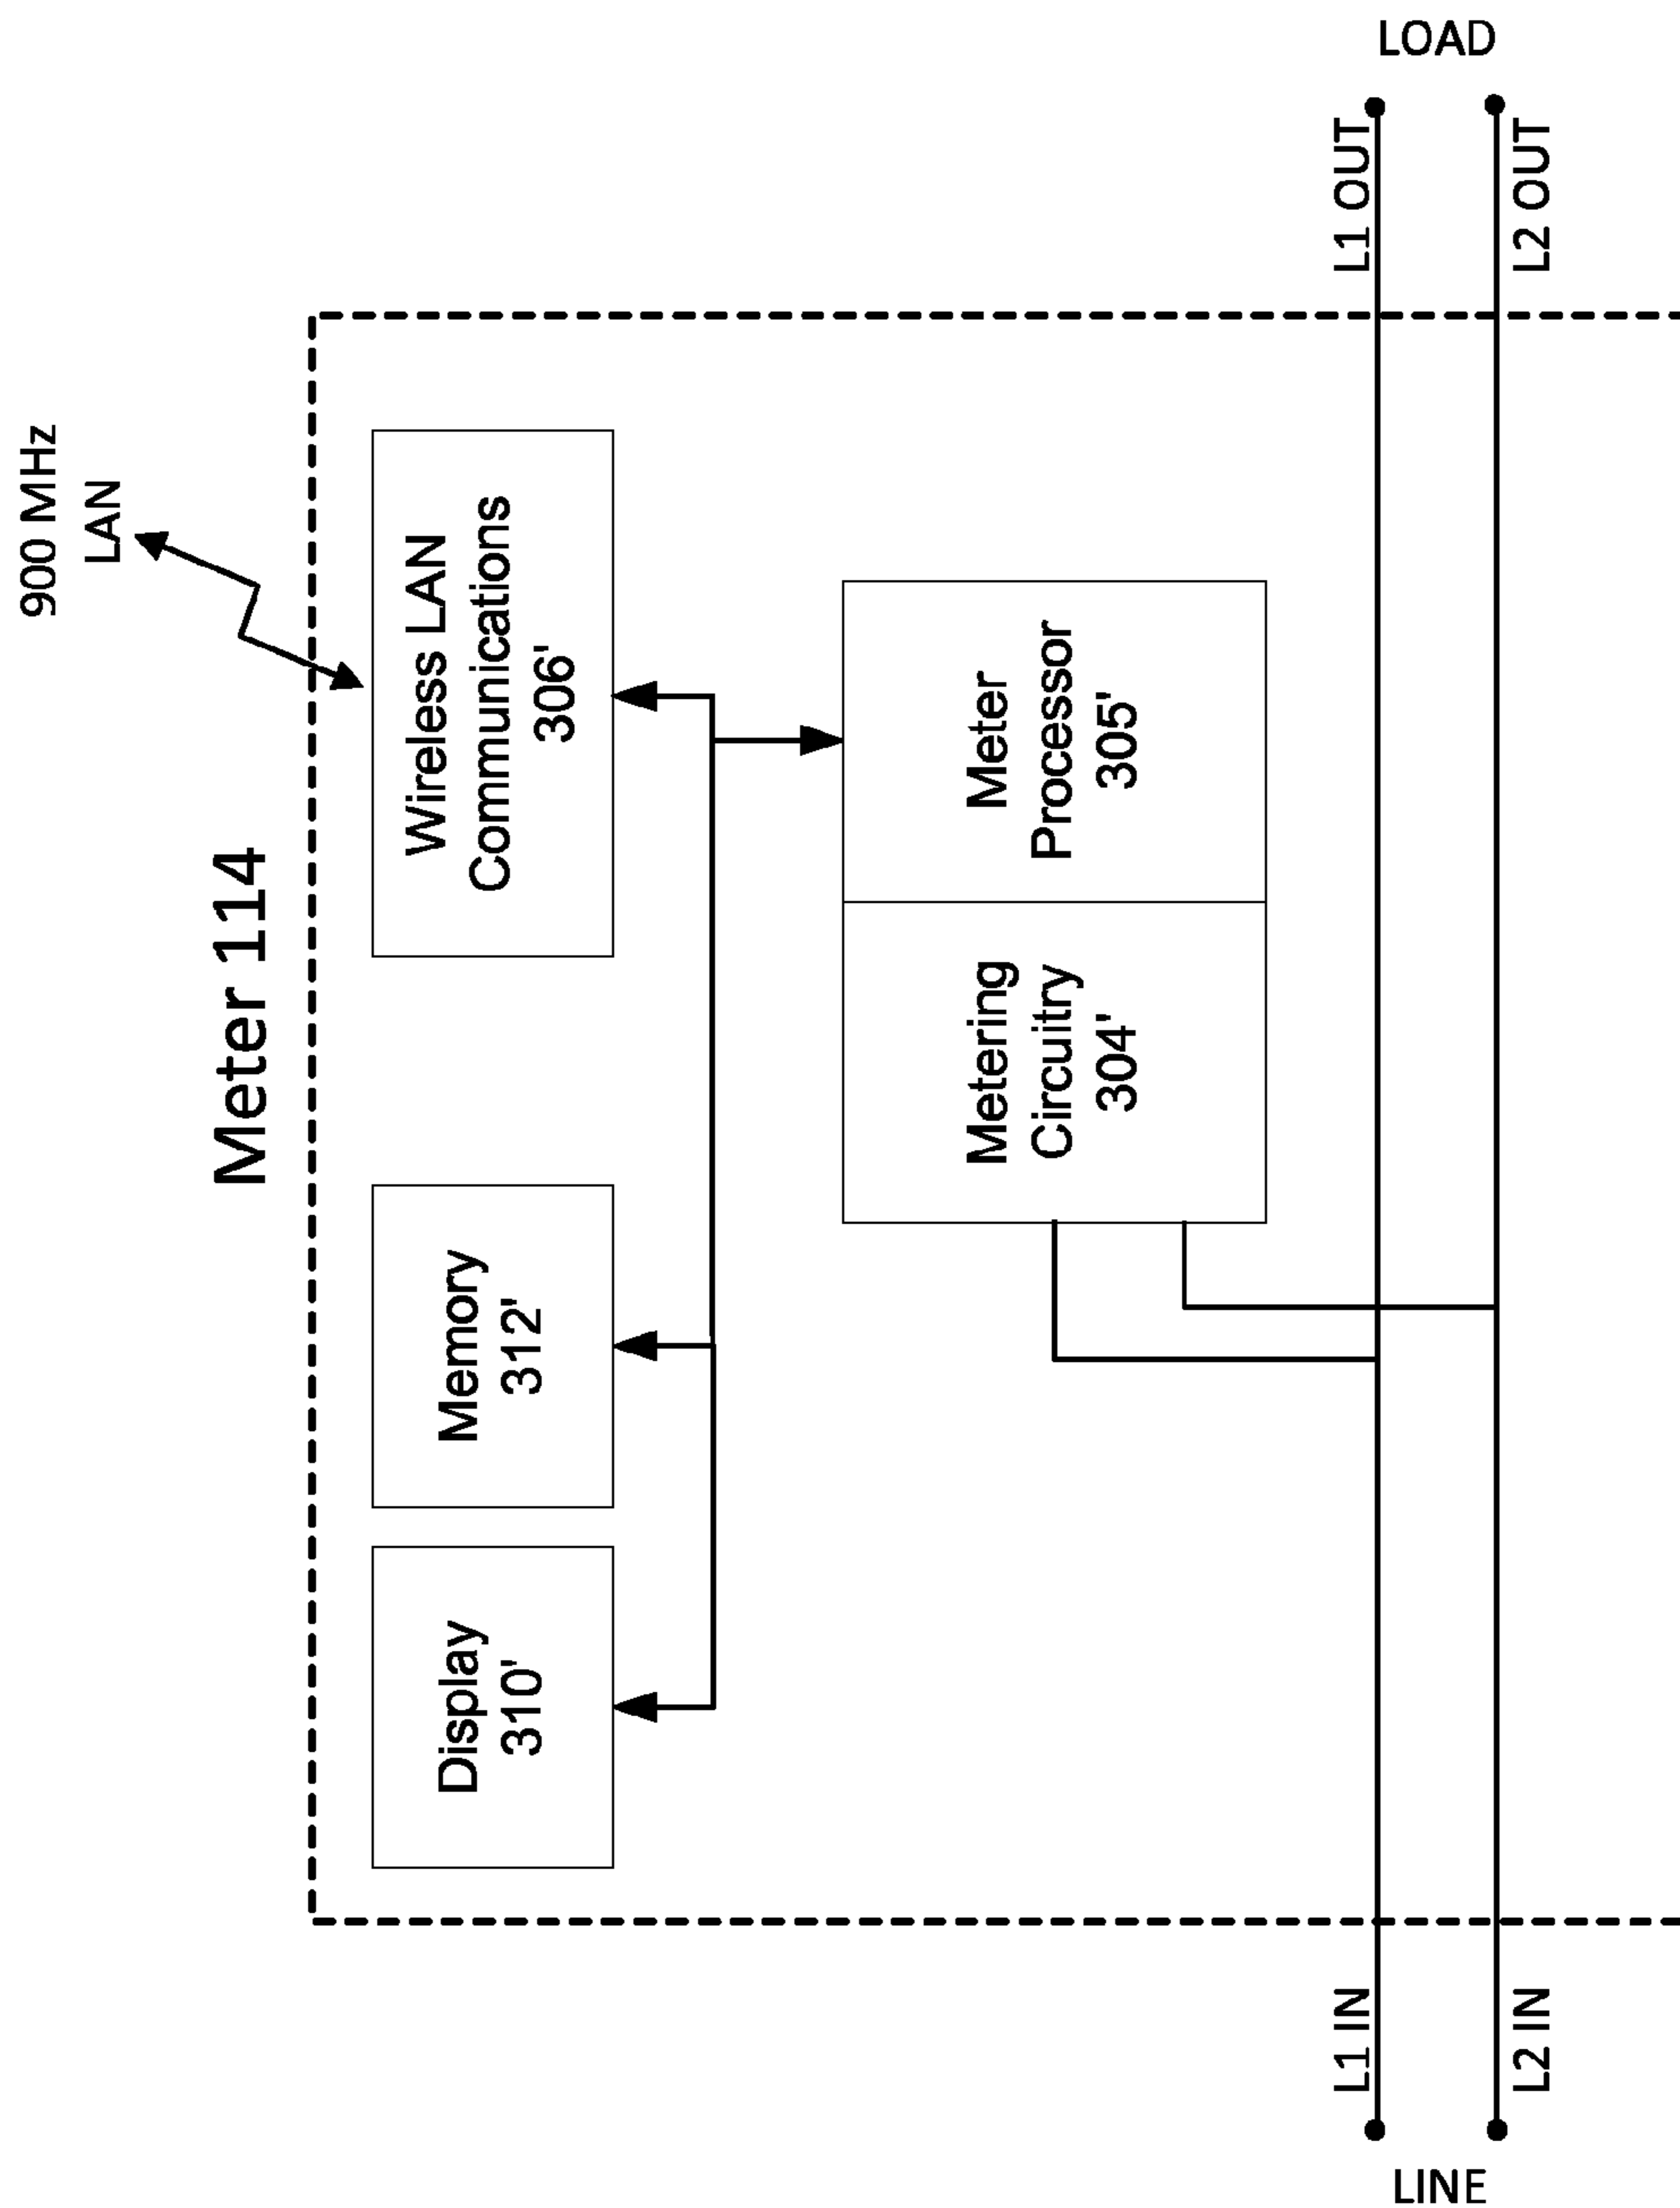 Meter 114
900 MHz
LAN
Display
310'
Memory
312'
Wireless LAN
Communications
306'
Metering
Circuitry
304'
Meter
Processor
305'
L1 IN
L1 OUT
LINE
LOAD
L2 IN
L2 OUT